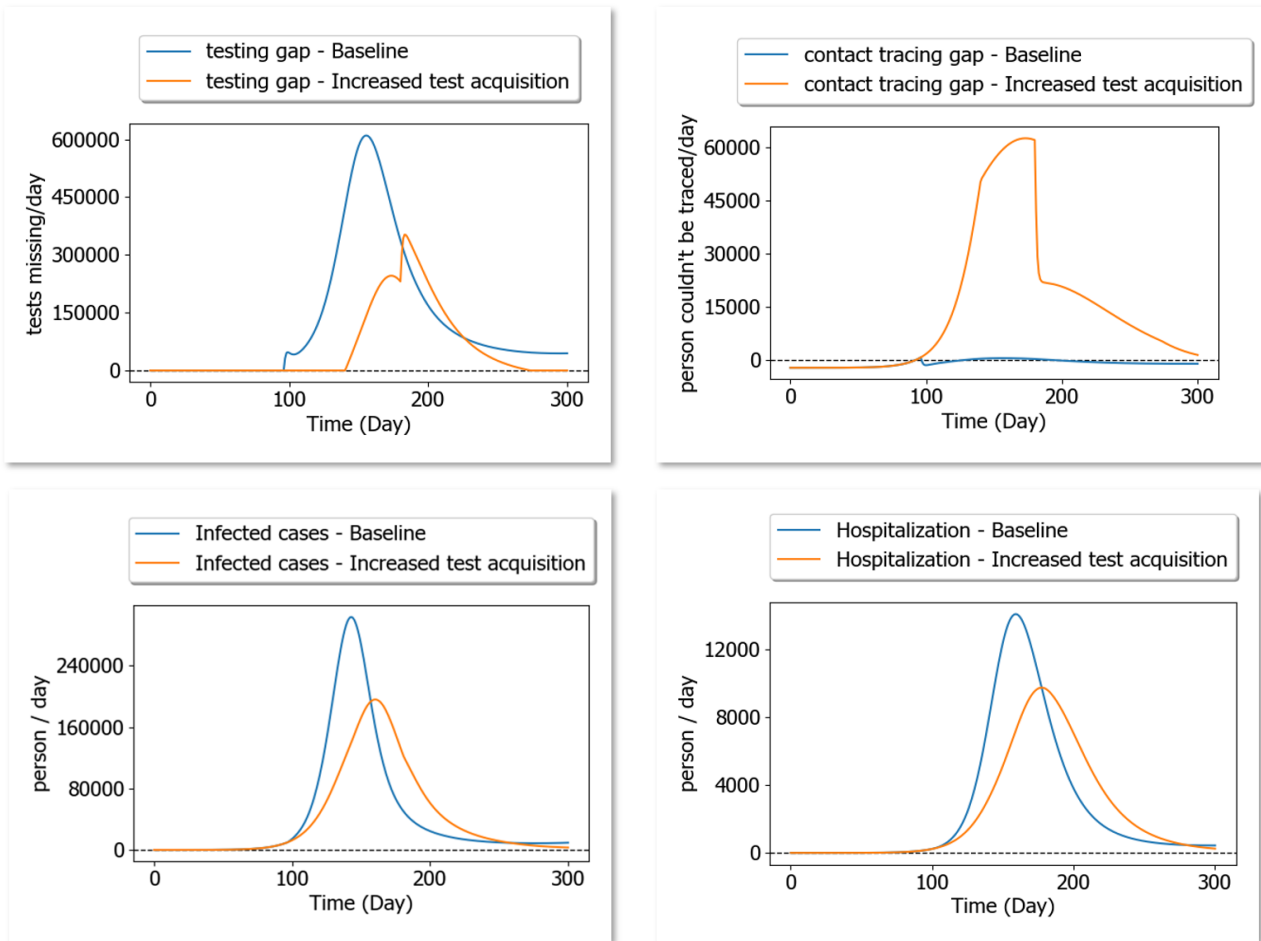 testing gap - Baseline
testing gap - Increased test acquisition
tests missing/day
600000
450000
300000
150000
0
0
100
200
300
Time (Day)
contact tracing gap - Baseline
contact tracing gap - Increased test acquisition
person couldn't be traced/day
60000
45000
30000
15000
0
0
100
200
300
Time (Day)
Infected cases - Baseline
Infected cases - Increased test acquisition
person / day
240000
160000
80000
0
0
100
200
300
Time (Day)
Hospitalization - Baseline
Hospitalization - Increased test acquisition
person / day
12000
8000
4000
0
0
100
200
300
Time (Day)